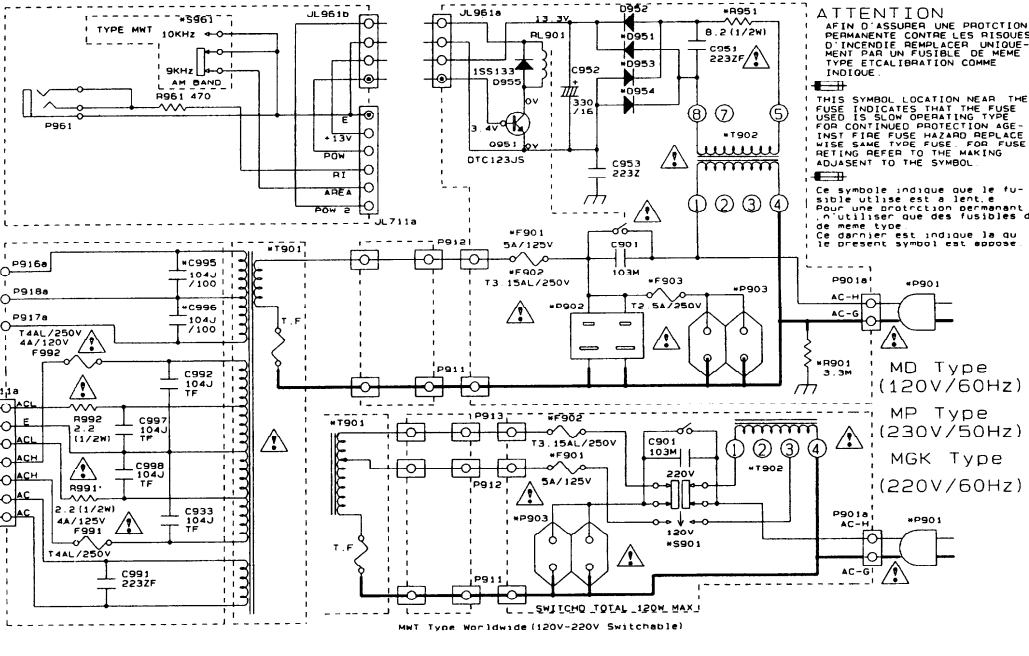 TYPE MWT
*S961
10KHz
9KHz
AM BAND
R961 470
P961
JL961b
E
+13V
POW
RI
AREA
POW 2
JL711a
JL961a
13.3V
RL901
1SS133
D955
0V
3.4V
Q951
0V
DTC123JS
C952
+
330
/16
C953
223Z
D952
*D951
*D953
*D954
*R951
8.2(1/2W)
C951
223ZF
8
7
5
*T902
1
2
3
4
ATTENTION
AFIN D'ASSURER UNE PROTCTION
PERMANENTE CONTRE LES RISQUES
D'INCENDIE REMPLACER UNIQUE-
MENT PAR UN FUSIBLE DE MEME
TYPE ETCALIBRATION COMME
INDIQUE.
THIS SYMBOL LOCATION NEAR THE
FUSE INDICATES THAT THE FUSE
USED IS SLOW OPERATING TYPE
FOR CONTINUED PROTECTION AGE-
INST FIRE FUSE HAZARD REPLACE
WISE SAME TYPE FUSE. FOR FUSE
RETING REFER TO THE MAKING
ADJASENT TO THE SYMBOL.
Ce symbole indique que le fu-
sible utlise est a lent.e
Pour une protrction permanant
.n'utiliser que des fusibles d
de meme type.
Ce darnier est indique la qu
le present symbol est appose.
P916a
P918a
P917a
*C995
104J
/100
*C996
104J
/100
*T901
T.F
T4AL/250V
4A/120V
F992
C992
104J
TF
11a
ACL
E
ACL
ACH
ACH
AC
AC
R992
2.2
(1/2W)
C997
104J
TF
C998
104J
TF
R991
2.2(1/2W)
4A/125V
F991
T4AL/250V
C933
104J
TF
C991
223ZF
P912
*F901
5A/125V
*F902
T3.15AL/250V
C901
103M
*P902
*F903
T2.5A/250V
*P903
P911
P901a
AC-H
AC-G
*P901
*R901
3.3M
MD Type
(120V/60Hz)
MP Type
(230V/50Hz)
MGK Type
(220V/60Hz)
*T901
T.F
P913
*F902
T3.15AL/250V
P912
*F901
5A/125V
*P903
C901
103M
220V
120V
*S901
1
2
3
4
*T902
P901a
AC-H
AC-G
*P901
P911
SWITCHD TOTAL 120W MAX
MWT Type Worldwide(120V-220V Switchable)